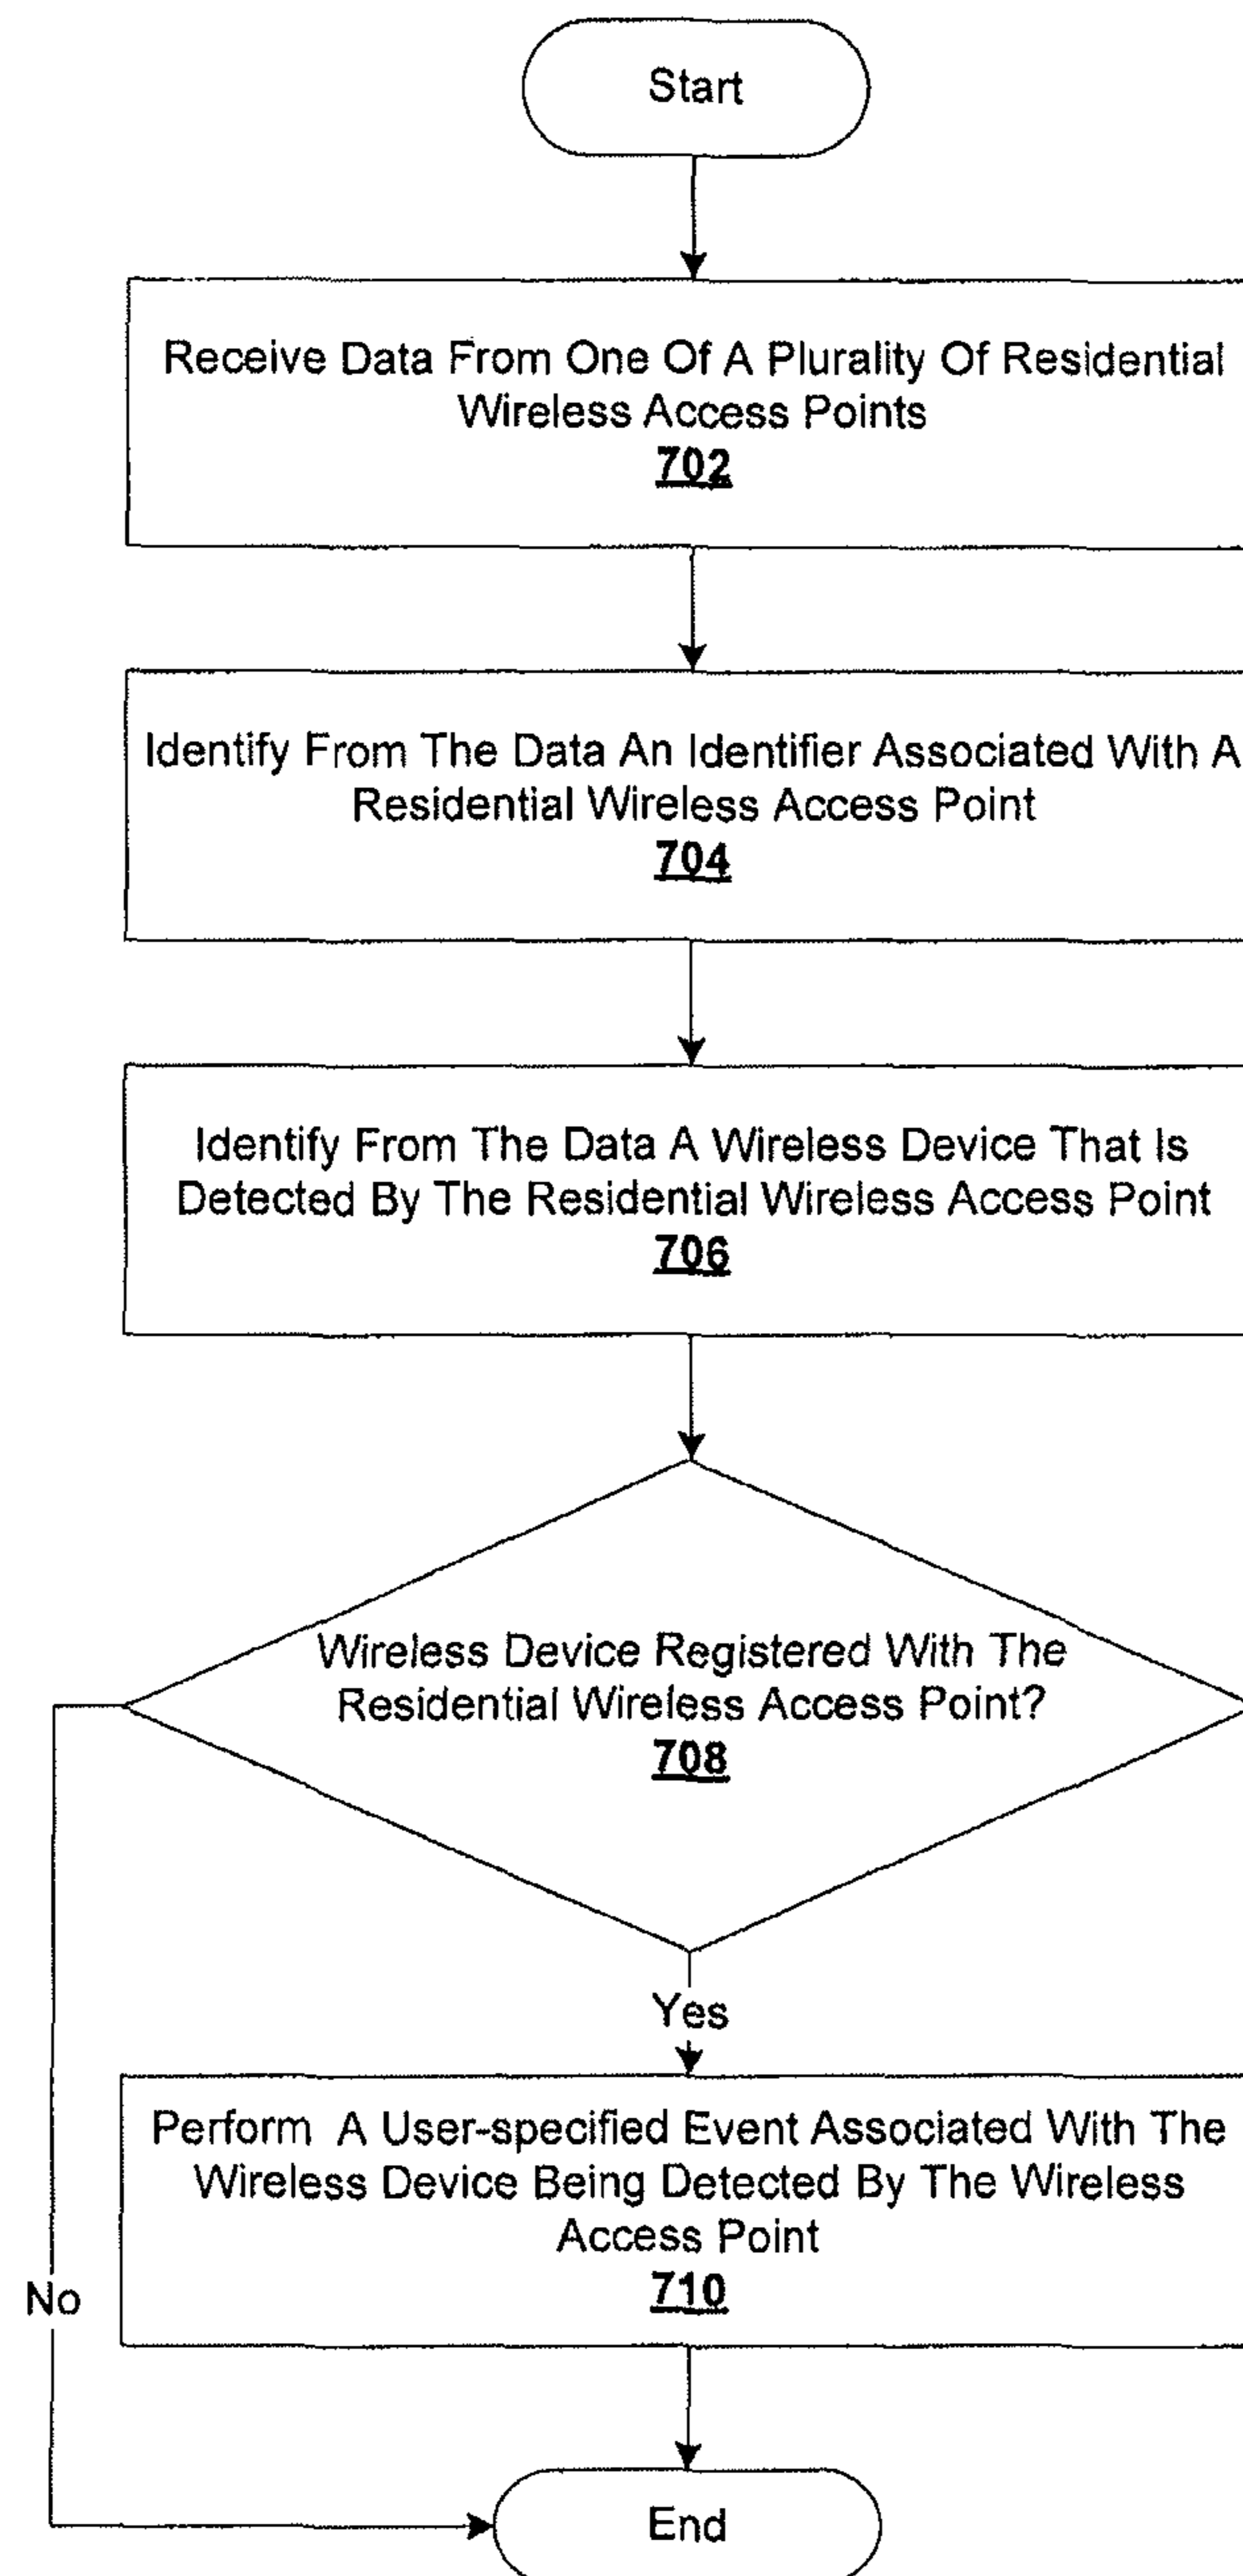 Start
Receive Data From One Of A Plurality Of Residential
Wireless Access Points
702
Identify From The Data An Identifier Associated With A
Residential Wireless Access Point
704
Identify From The Data A Wireless Device That Is
Detected By The Residential Wireless Access Point
706
Wireless Device Registered With The
Residential Wireless Access Point?
708
Yes
Perform A User-specified Event Associated With The
Wireless Device Being Detected By The Wireless
Access Point
710
No
End